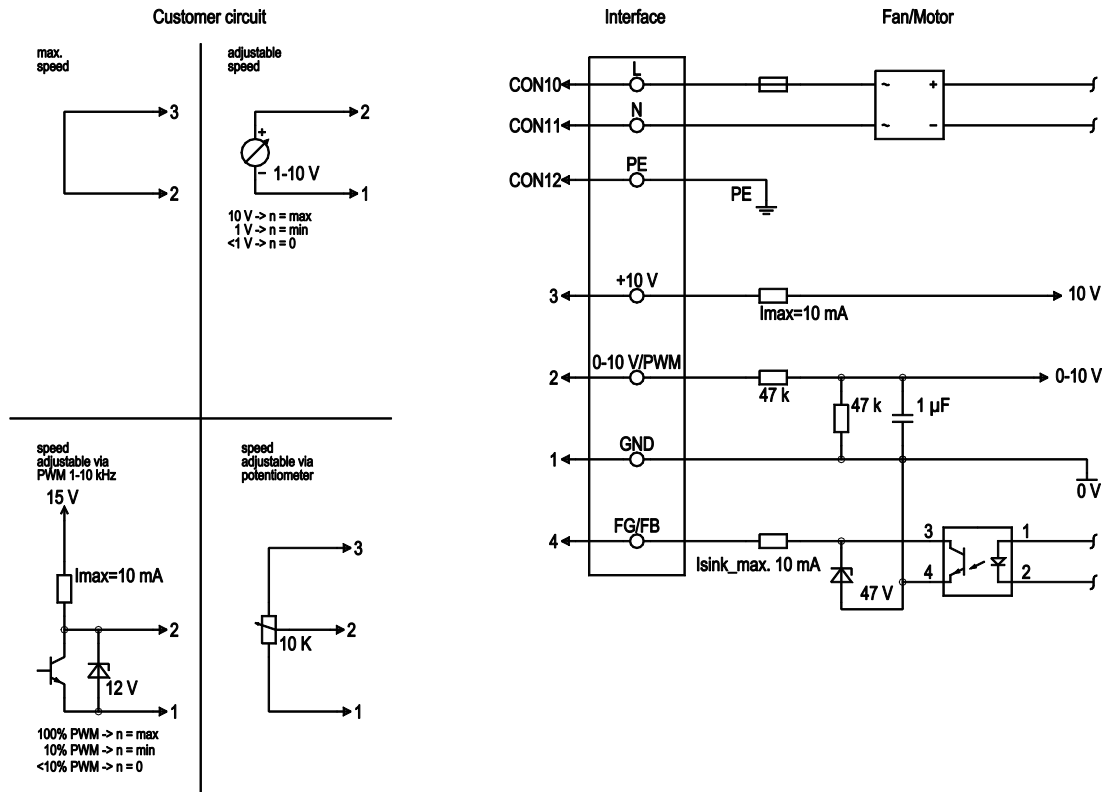 Customer circuit
Interface
Fan/Motor
max.
speed
3
2
adjustable
speed
2
+
–
1-10 V
1
10 V -> n = max
1 V -> n = min
<1 V -> n = 0
speed
adjustable via
PWM 1-10 kHz
15 V
Imax=10 mA
2
12 V
1
100% PWM -> n = max
10% PWM -> n = min
<10% PWM -> n = 0
speed
adjustable via
potentiometer
3
2
10 K
1
CON10
L
~
+
CON11
N
~
–
CON12
PE
PE
3
+10 V
Imax=10 mA
10 V
2
0-10 V/PWM
47 k
0-10 V
47 k
1 µF
1
GND
0 V
4
FG/FB
Isink_max. 10 mA
47 V
3
1
4
2